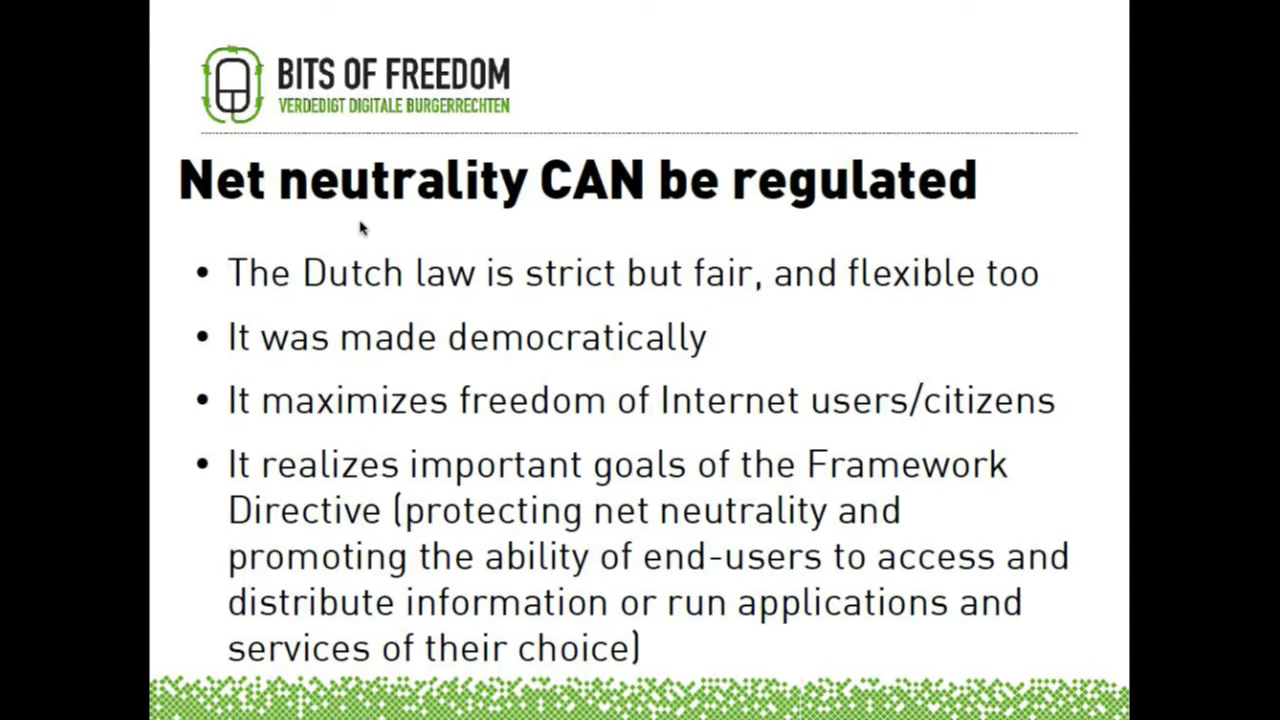 BITS OF FREEDOM
VERDEDIGT DIGITALE BURGERRECHTEN
Net neutrality CAN be regulated
• The Dutch law is strict but fair, and flexible too
• It was made democratically
• It maximizes freedom of Internet users/citizens
• It realizes important goals of the Framework
Directive (protecting net neutrality and
promoting the ability of end-users to access and
distribute information or run applications and
services of their choice)